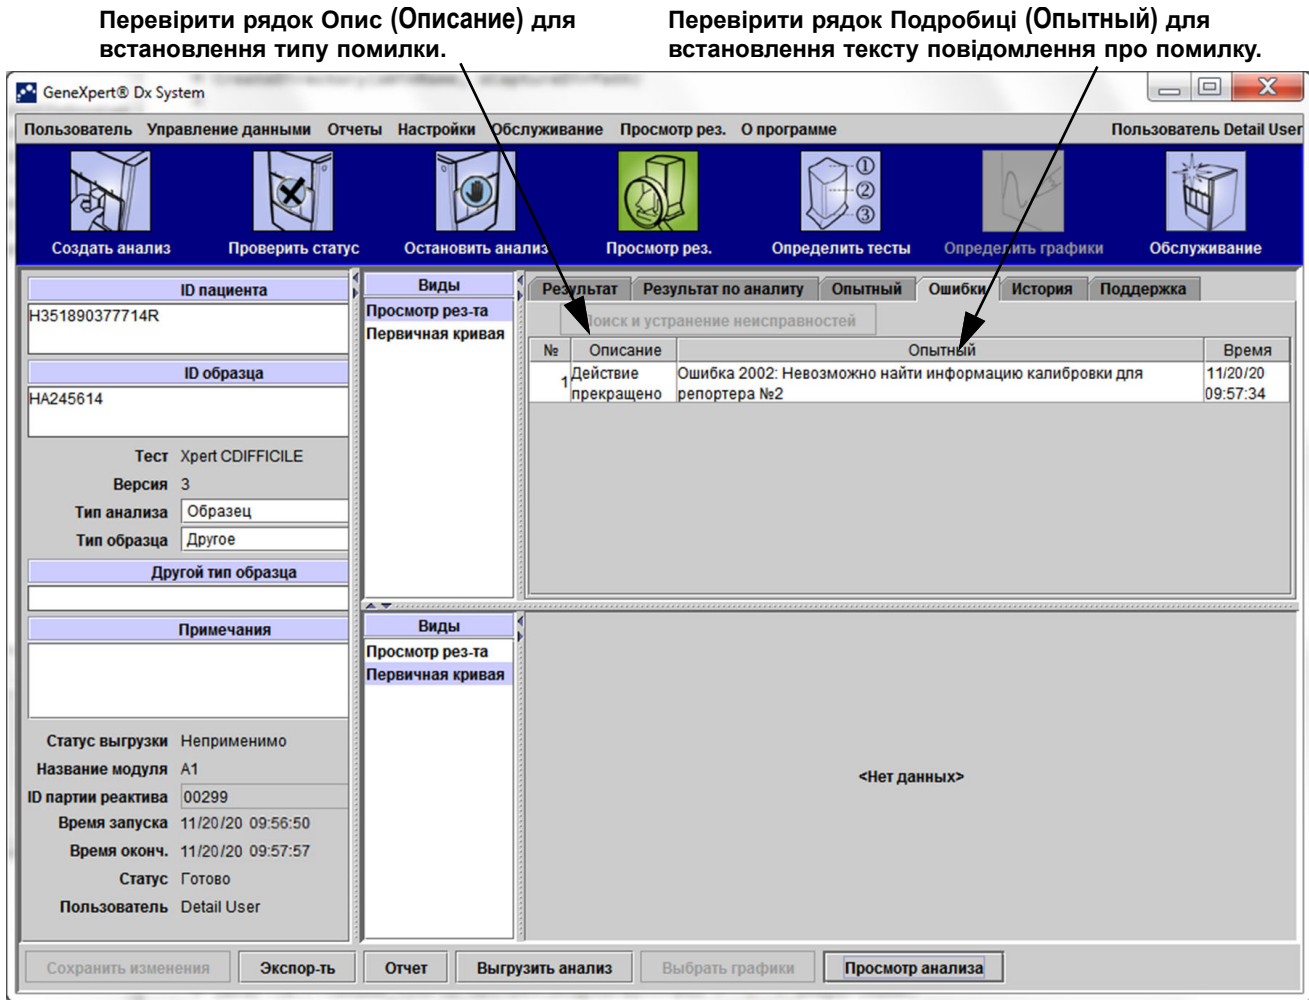 Перевірити рядок Опис (Описание) для
встановлення типу помилки.
Перевірити рядок Подробиці (Опытный) для
встановлення тексту повідомлення про помилку.
GeneXpert® Dx System
Пользователь Управление данными Отчеты Настройки Обслуживание Просмотр рез. О программе Пользователь Detail User
Создать анализ Проверить статус Остановить анализ Просмотр рез. Определить тесты Определить графики Обслуживание
ID пациента
H351890377714R
ID образца
HA245614
Тест Xpert CDIFFICILE
Версия 3
Тип анализа Образец
Тип образца Другое
Другой тип образца
Примечания
Статус выгрузки Неприменимо
Название модуля A1
ID партии реактива 00299
Время запуска 11/20/20 09:56:50
Время оконч. 11/20/20 09:57:57
Статус Готово
Пользователь Detail User
Виды
Просмотр рез-та
Первичная кривая
Результат Результат по аналиту Опытный Ошибки История Поддержка
Поиск и устранение неисправностей
№ Описание Опытный Время
1 Действие прекращено Ошибка 2002: Невозможно найти информацию калибровки для 11/20/20
репортера №2 09:57:34
Виды
Просмотр рез-та
Первичная кривая
<Нет данных>
Сохранить изменения Экспор-ть Отчет Выгрузить анализ Выбрать графики Просмотр анализа